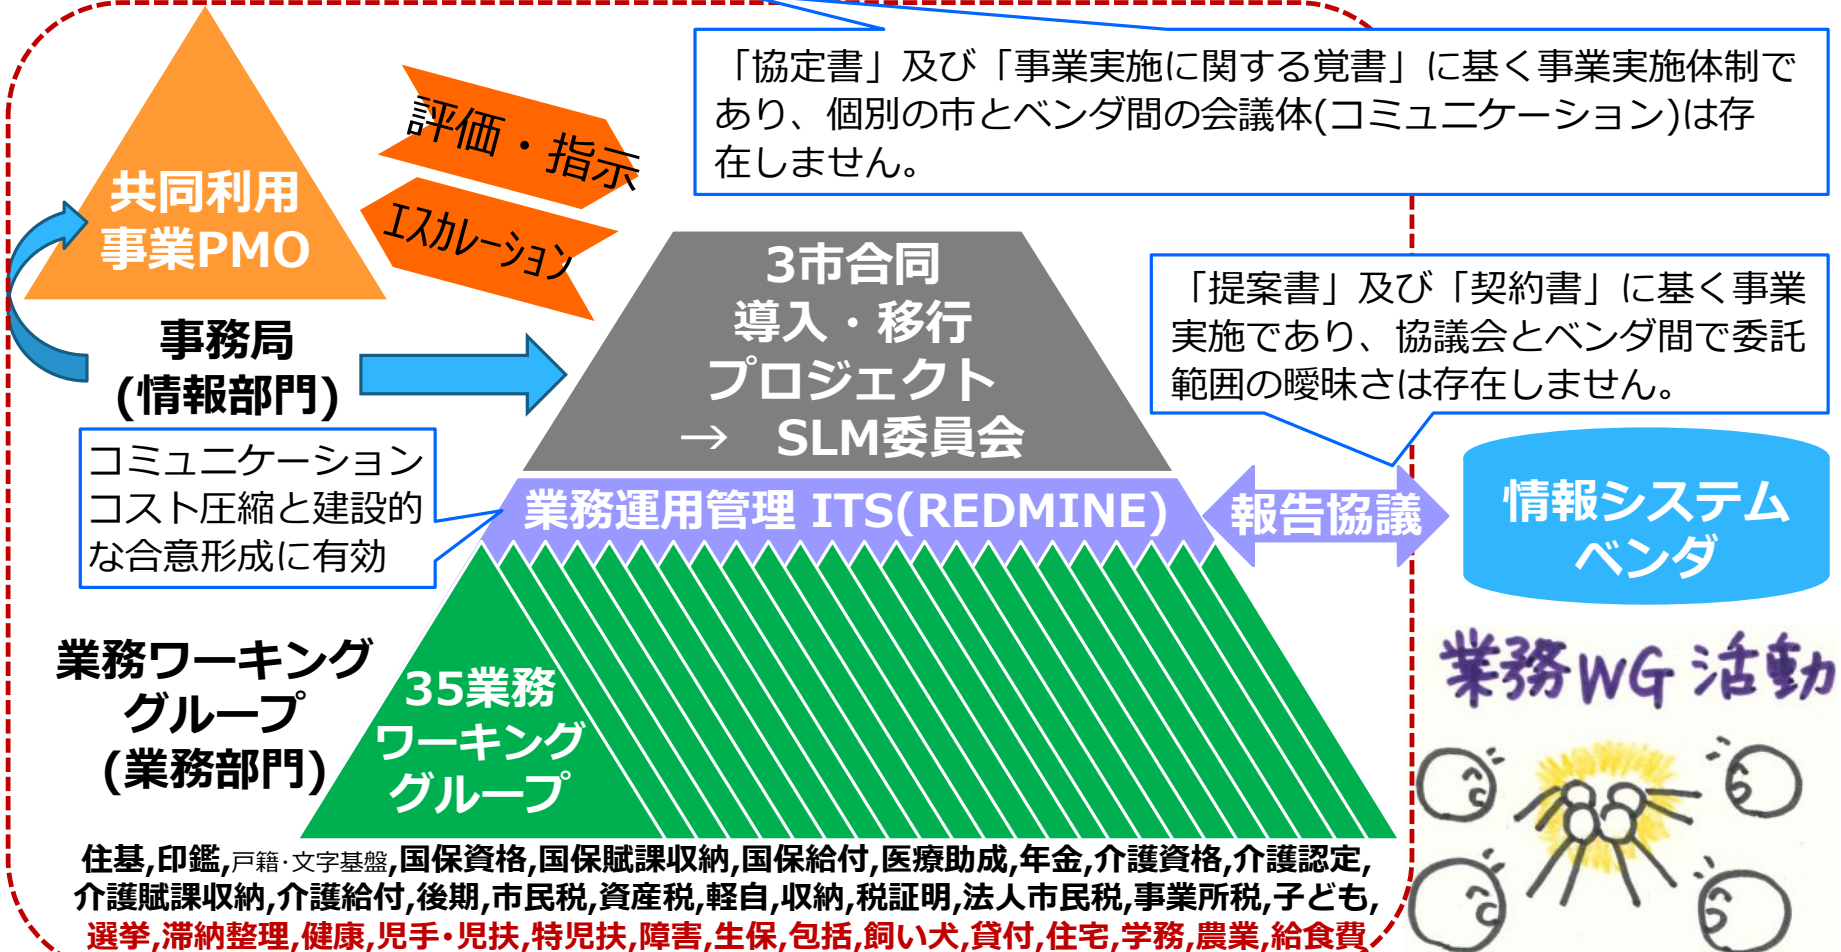 「協定書」及び「事業実施に関する覚書」に基く事業実施体制で
あり、個別の市とベンダ間の会議体(コミュニケーション)は存
在しません。
評価・指示
ｴｽｶﾚｰｼｮﾝ
共同利用
事業PMO
3市合同
導入・移行
プロジェクト
→　SLM委員会
「提案書」及び「契約書」に基く事業
実施であり、協議会とベンダ間で委託
範囲の曖昧さは存在しません。
事務局
(情報部門)
コミュニケーション
コスト圧縮と建設的
な合意形成に有効
業務運用管理 ITS(REDMINE)
報告協議
情報システム
ベンダ
業務ワーキング
グループ
(業務部門)
35業務
ワーキング
グループ
業務WG活動
住基,印鑑,戸籍･文字基盤,国保資格,国保賦課収納,国保給付,医療助成,年金,介護資格,介護認定,
介護賦課収納,介護給付,後期,市民税,資産税,軽自,収納,税証明,法人市民税,事業所税,子ども,
選挙,滞納整理,健康,児手･児扶,特児扶,障害,生保,包括,飼い犬,貸付,住宅,学務,農業,給食費